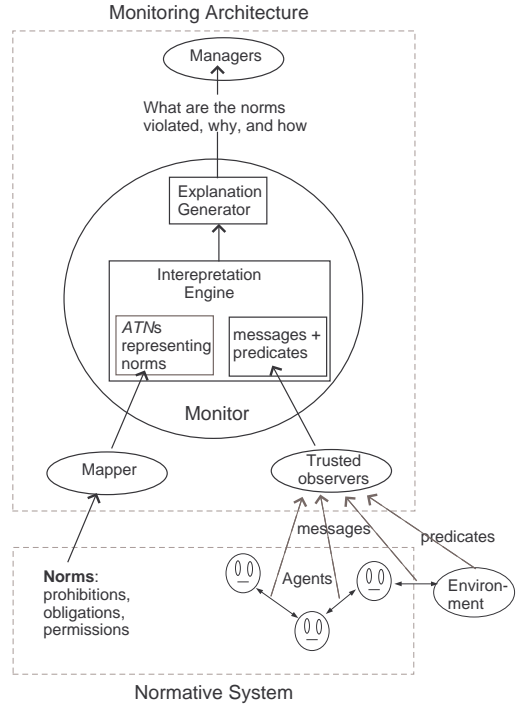 Monitoring Architecture
Managers
What are the norms
violated, why, and how
Explanation
Generator
Interepretation
Engine
ATNs
representing
norms
messages +
predicates
Monitor
Mapper
Trusted
observers
messages
predicates
Norms:
prohibitions,
obligations,
permissions
Agents
Environ-
ment
Normative System